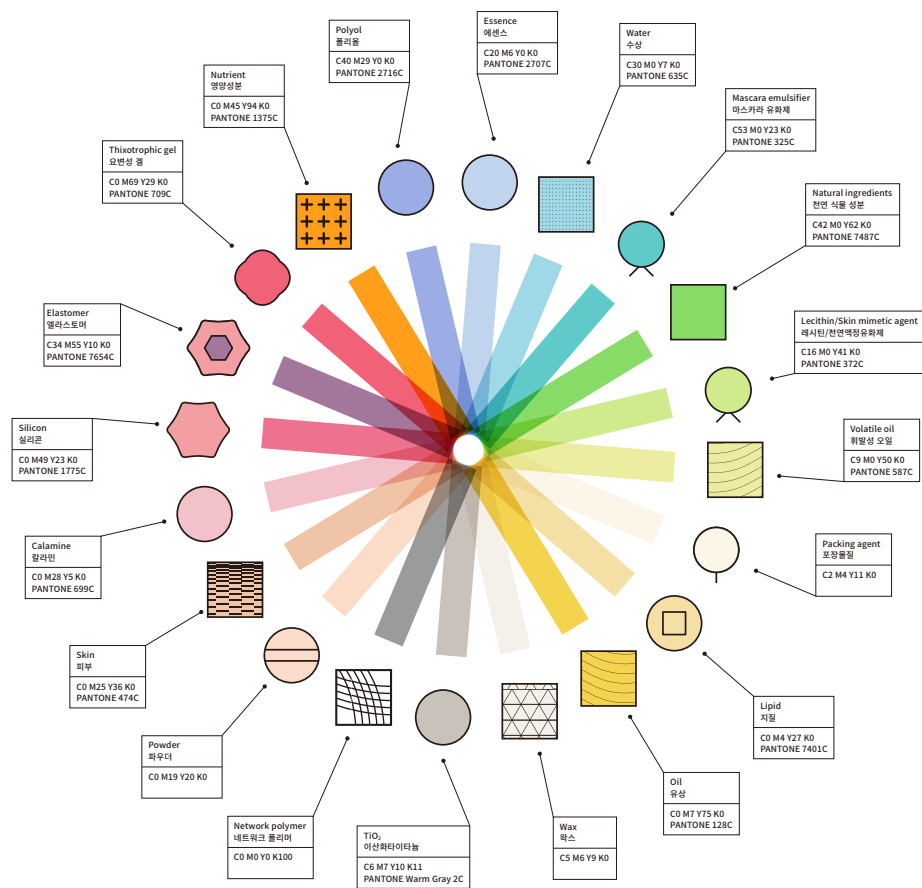 Essence
에센스
C20 M6 Y0 K0
PANTONE 2707C
Water
수상
C30 M0 Y7 K0
PANTONE 635C
Mascara emulsifier
마스카라 유화제
C53 M0 Y23 K0
PANTONE 325C
Natural ingredients
천연 식물 성분
C42 M0 Y62 K0
PANTONE 7487C
Lecithin/Skin mimetic agent
레시틴/천연액정유화제
C16 M0 Y41 K0
PANTONE 372C
Volatile oil
휘발성 오일
C9 M0 Y50 K0
PANTONE 587C
Packing agent
포장물질
C2 M4 Y11 K0
Lipid
지질
C0 M4 Y27 K0
PANTONE 7401C
Oil
유상
C0 M7 Y75 K0
PANTONE 128C
Wax
왁스
C5 M6 Y9 K0
TiO₂
이산화타이타늄
C6 M7 Y10 K11
PANTONE Warm Gray 2C
Network polymer
네트워크 폴리머
C0 M0 Y0 K100
Powder
파우더
C0 M19 Y20 K0
Skin
피부
C0 M25 Y36 K0
PANTONE 474C
Calamine
칼라민
C0 M28 Y5 K0
PANTONE 699C
Silicon
실리콘
C0 M49 Y23 K0
PANTONE 1775C
Elastomer
엘라스토머
C34 M55 Y10 K0
PANTONE 7654C
Thixotrophic gel
요변성 겔
C0 M69 Y29 K0
PANTONE 709C
Nutrient
영양성분
C0 M45 Y94 K0
PANTONE 1375C
Polyol
폴리올
C40 M29 Y0 K0
PANTONE 2716C